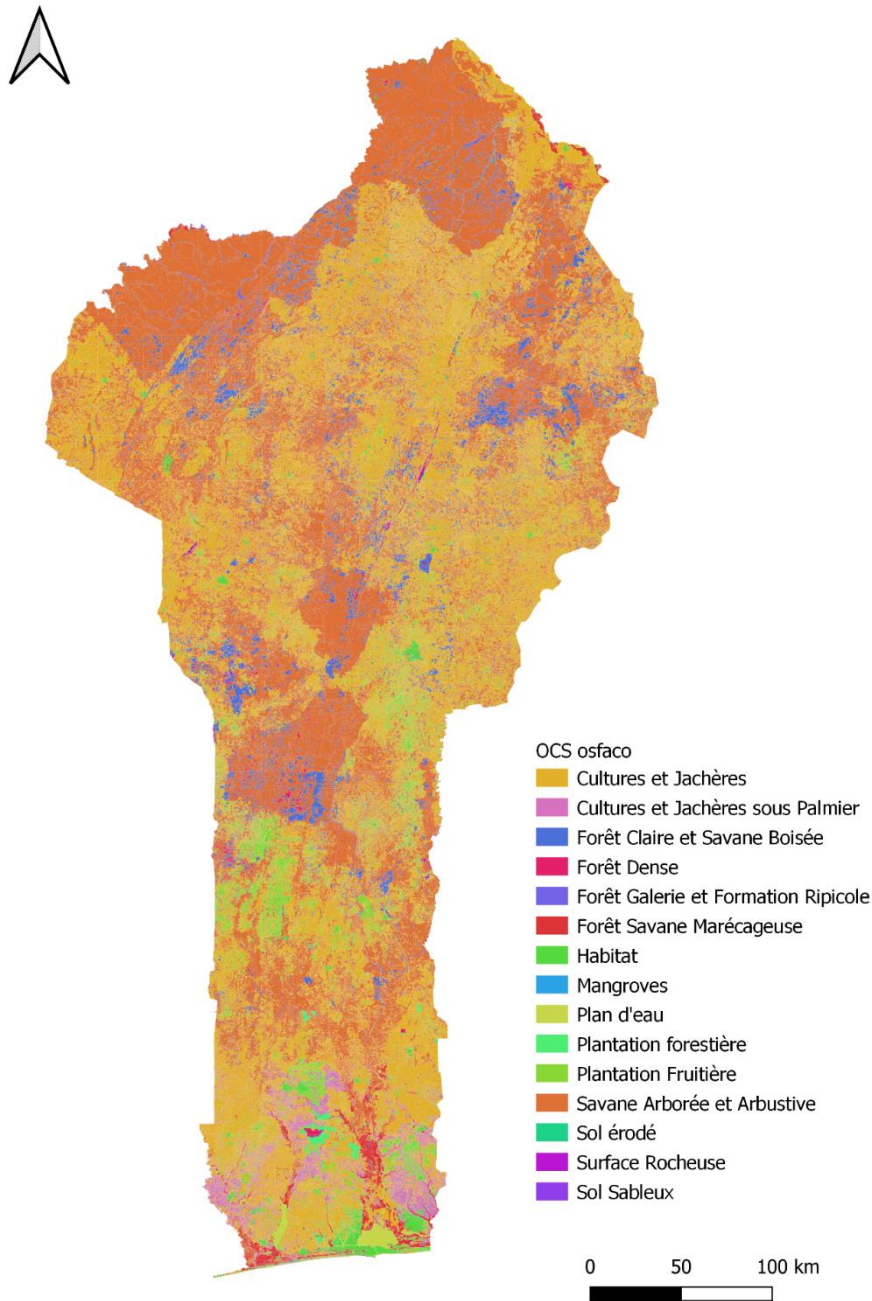 OCS osfaco
Cultures et Jachères
Cultures et Jachères sous Palmier
Forêt Claire et Savane Boisée
Forêt Dense
Forêt Galerie et Formation Ripicole
Forêt Savane Marécageuse
Habitat
Mangroves
Plan d'eau
Plantation forestière
Plantation Fruitière
Savane Arborée et Arbustive
Sol érodé
Surface Rocheuse
Sol Sableux
0 50 100 km